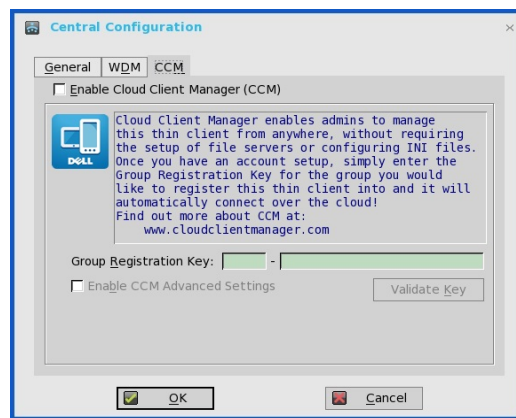 Central Configuration
General WDM CCM
Enable Cloud Client Manager (CCM)
Cloud Client Manager enables admins to manage
this thin client from anywhere, without requiring
the setup of file servers or configuring INI files.
Once you have an account setup, simply enter the
Group Registration Key for the group you would
like to register this thin client into and it will
automatically connect over the cloud!
Find out more about CCM at:
www.cloudclientmanager.com
DELL
Group Registration Key: -
Enable CCM Advanced Settings Validate Key
OK Cancel